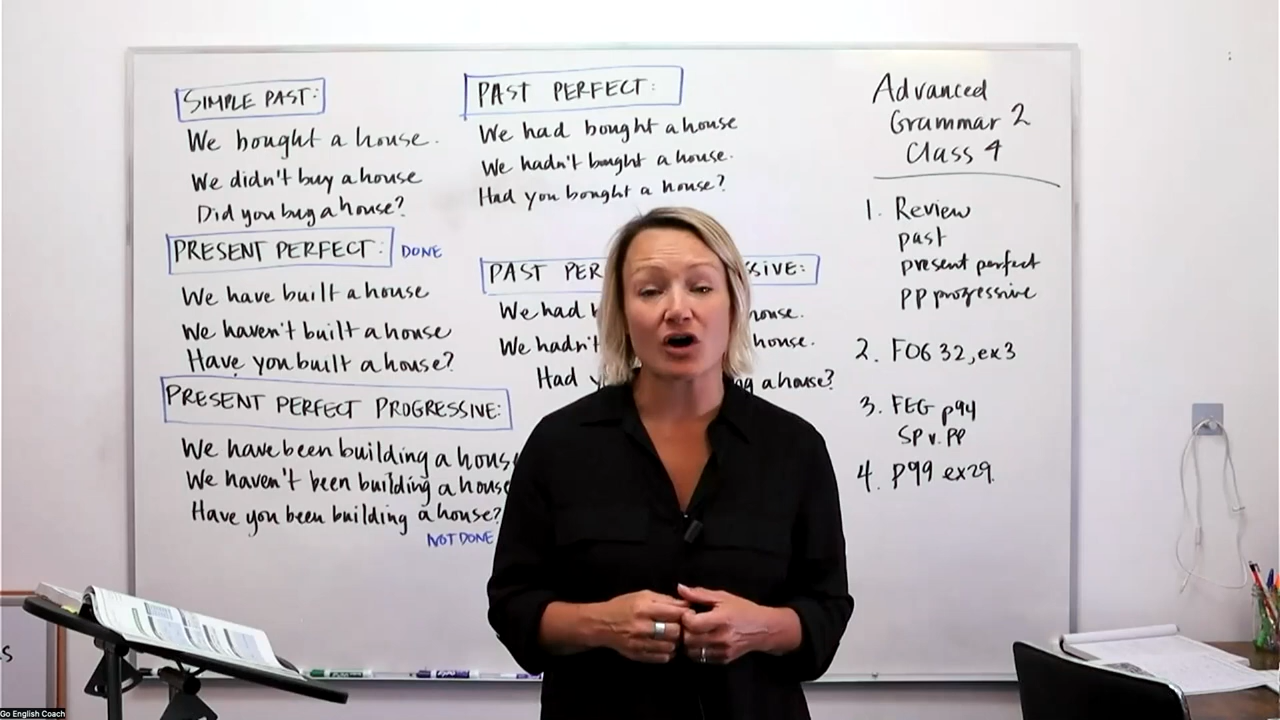 SIMPLE PAST:
We bought a house.
We didn't buy a house
Did you buy a house?
PRESENT PERFECT: DONE
We have built a house
We haven't built a house
Have you built a house?
PRESENT PERFECT PROGRESSIVE:
We have been building a house
We haven't been building a house
Have you been building a house?
NOT DONE
PAST PERFECT:
We had bought a house
We hadn't bought a house.
Had you bought a house?
PAST
We had house.
We hadn't house.
Had a house?
Advanced
Grammar 2
Class 4
1. Review
past
present perfect
pp progressive
2. FOG 32, ex 3
3. FEG p94
SP v. PP
4. p99 ex29.
Go English Coach